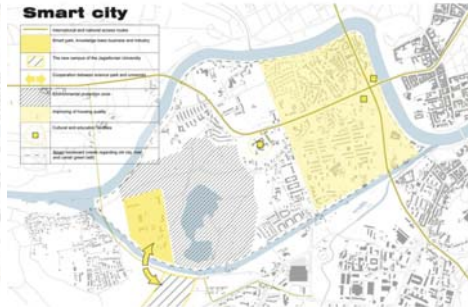 Smart city
International and national access routes
Smart park, knowledge base business and industry
The new campus of the Jagiellonian University
Cooperation between science park and university
Environmental protection zone
Improving of housing quality
Cultural and education facilities